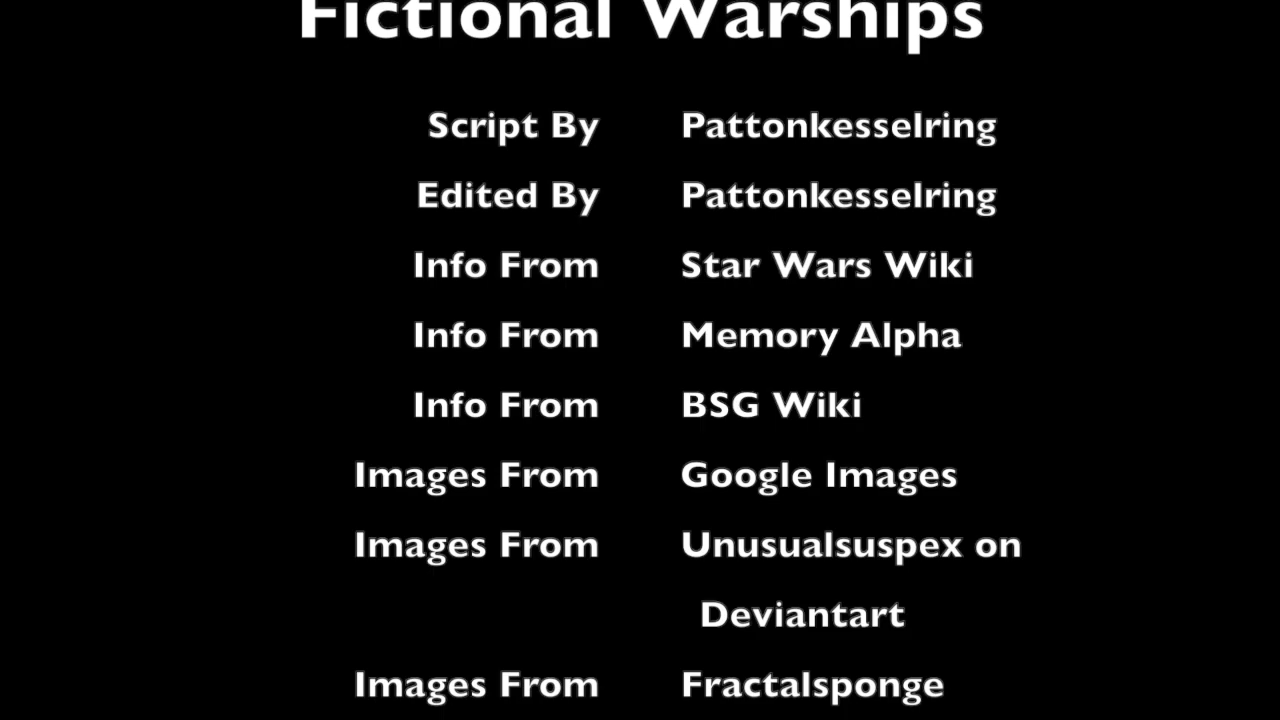 Fictional Warships
Script By Pattonkesselring
Edited By Pattonkesselring
Info From Star Wars Wiki
Info From Memory Alpha
Info From BSG Wiki
Images From Google Images
Images From Unusualsuspex on
Deviantart
Images From Fractalsponge